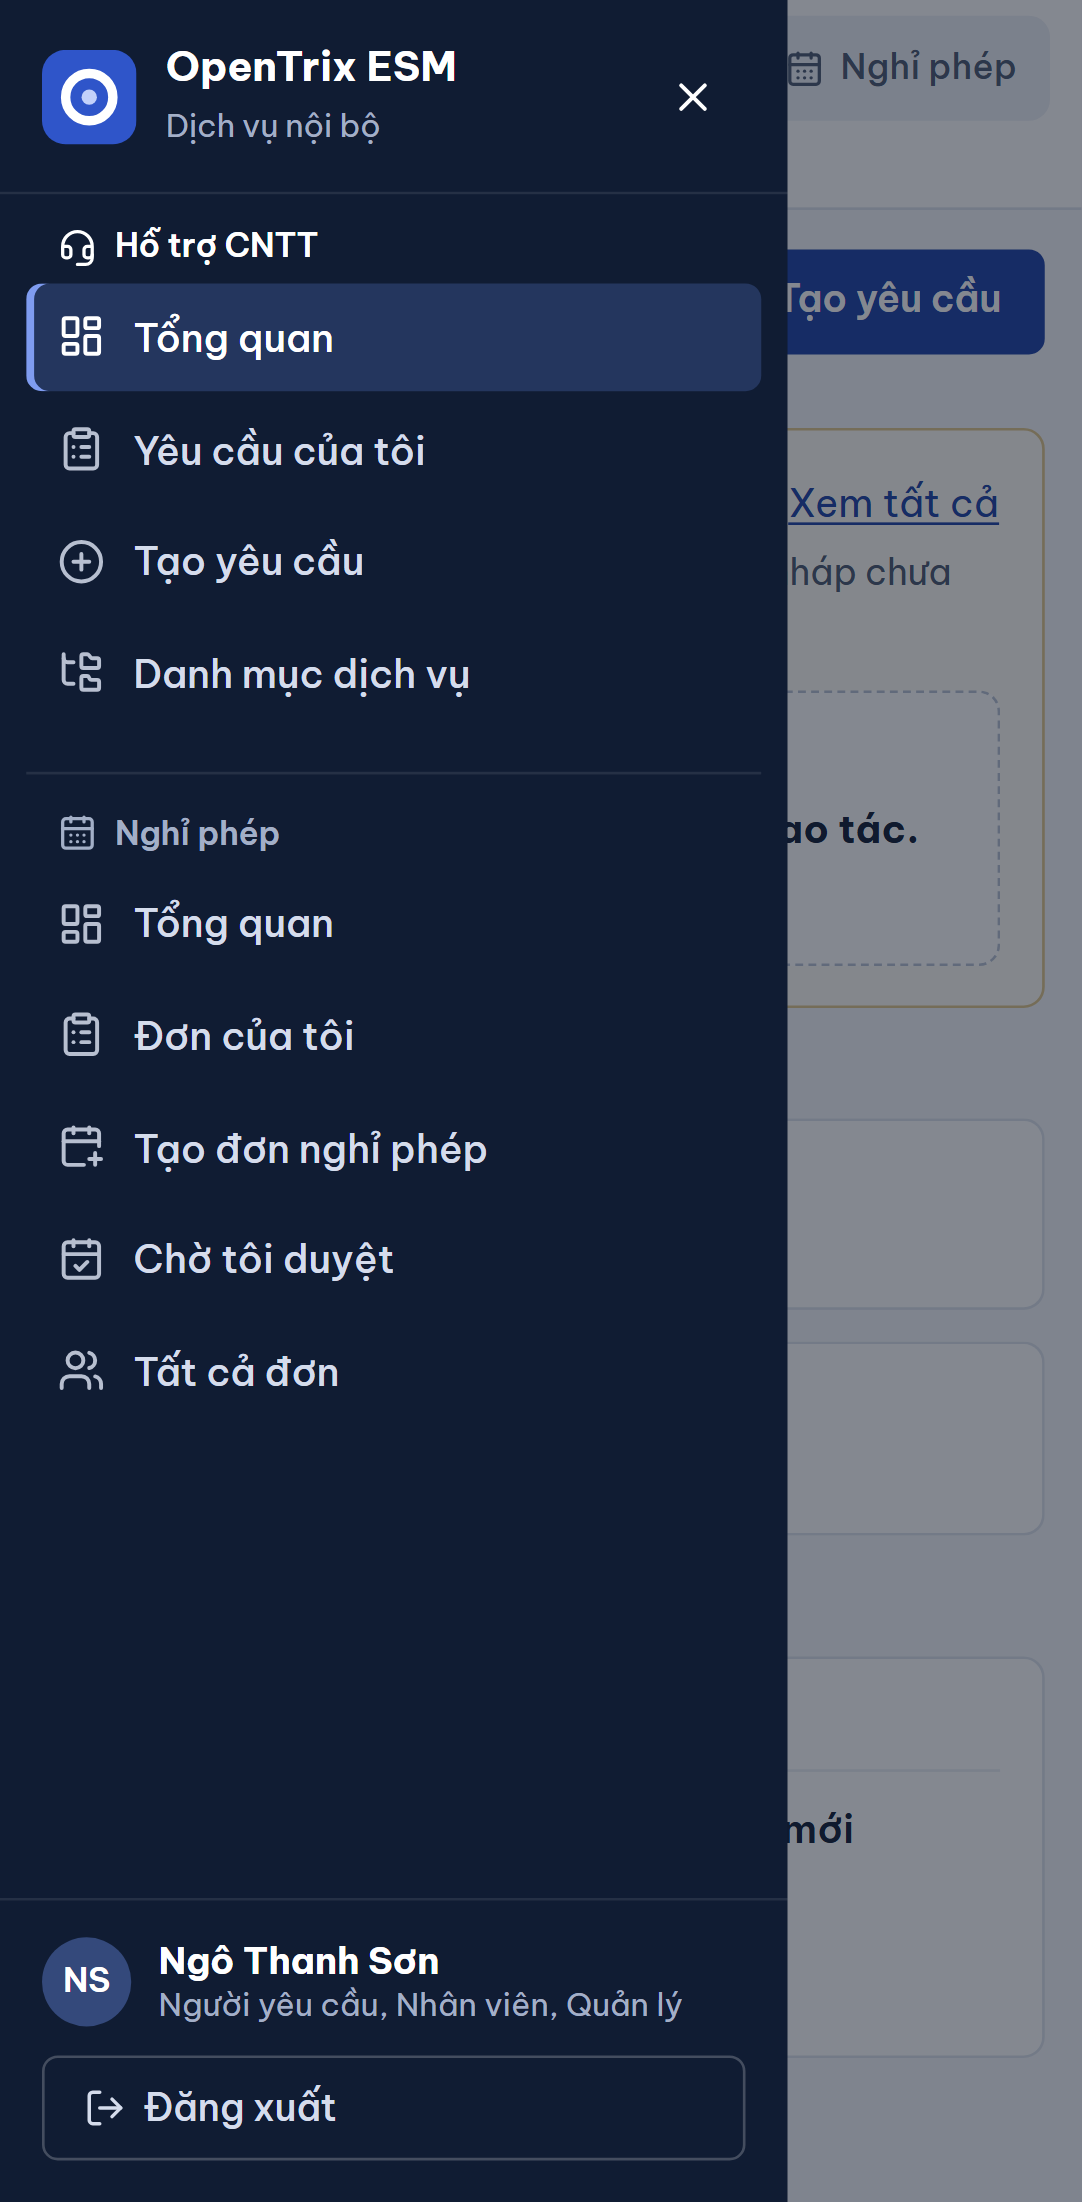 OpenTrix ESM
Dịch vụ nội bộ
Nghỉ phép
Hỗ trợ CNTT
Tạo yêu cầu
Tổng quan
Yêu cầu của tôi
Xem tất cả
Tạo yêu cầu
chưa
Danh mục dịch vụ
Nghỉ phép
tác.
Tổng quan
Đơn của tôi
Tạo đơn nghỉ phép
Chờ tôi duyệt
Tất cả đơn
mới
Ngô Thanh Sơn
Người yêu cầu, Nhân viên, Quản lý
NS
Đăng xuất